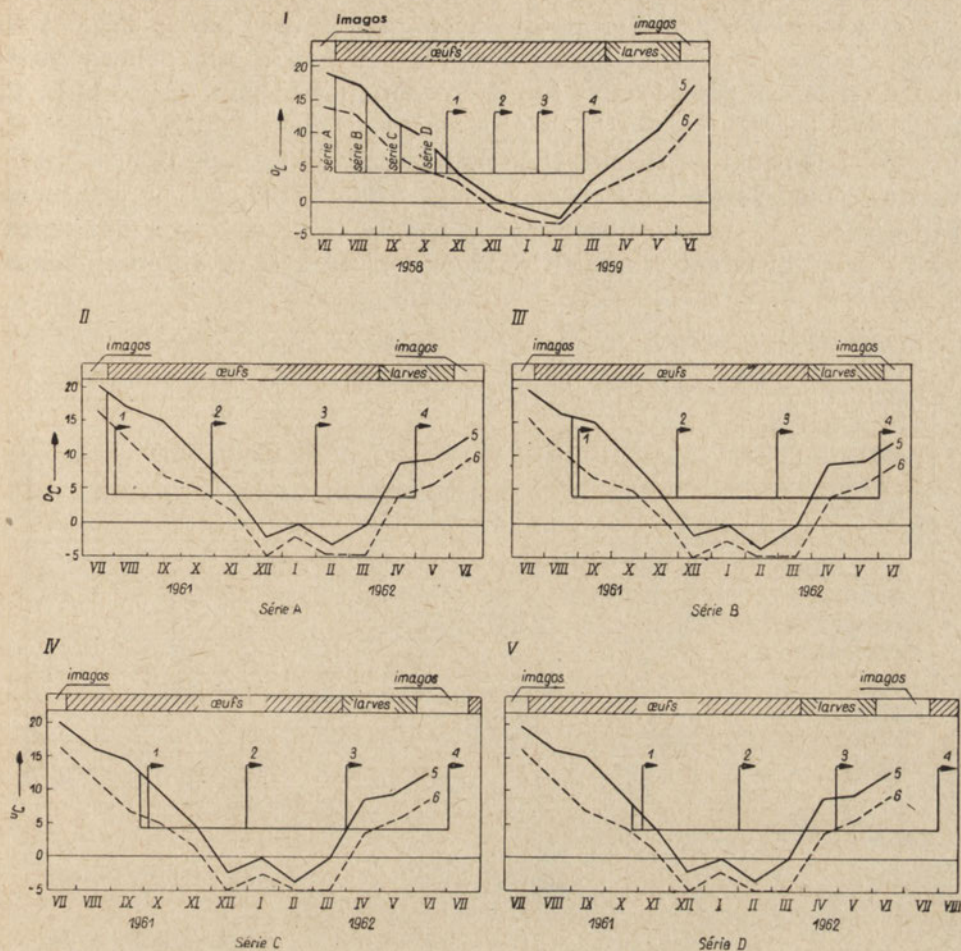 I
imagos imagos
œufs larves
20
15
10
5
0
-5
°C
série A
série B
série C
série D
1 2 3 4
5
6
VII VIII IX X XI XII I II III IV V VI
1958 1959
II
imagos imagos
œufs larves
20
15
10
5
0
-5
°C
1 2 3 4
5
6
VII VIII IX X XI XII I II III IV V VI
1961 1962
Série A
III
imagos imagos
œufs larves
1 2 3 4
5
6
VII VIII IX X XI XII I II III IV V VI
1961 1962
Série B
IV
imagos imagos
œufs larves
20
15
10
5
0
-5
°C
1 2 3 4
5
6
VII VIII IX X XI XII I II III IV V VI VII
1961 1962
Série C
V
imagos imagos
œufs larves
1 2 3 4
5
6
VII VIII IX X XI XII I II III IV V VI VII VIII
1961 1962
Série D